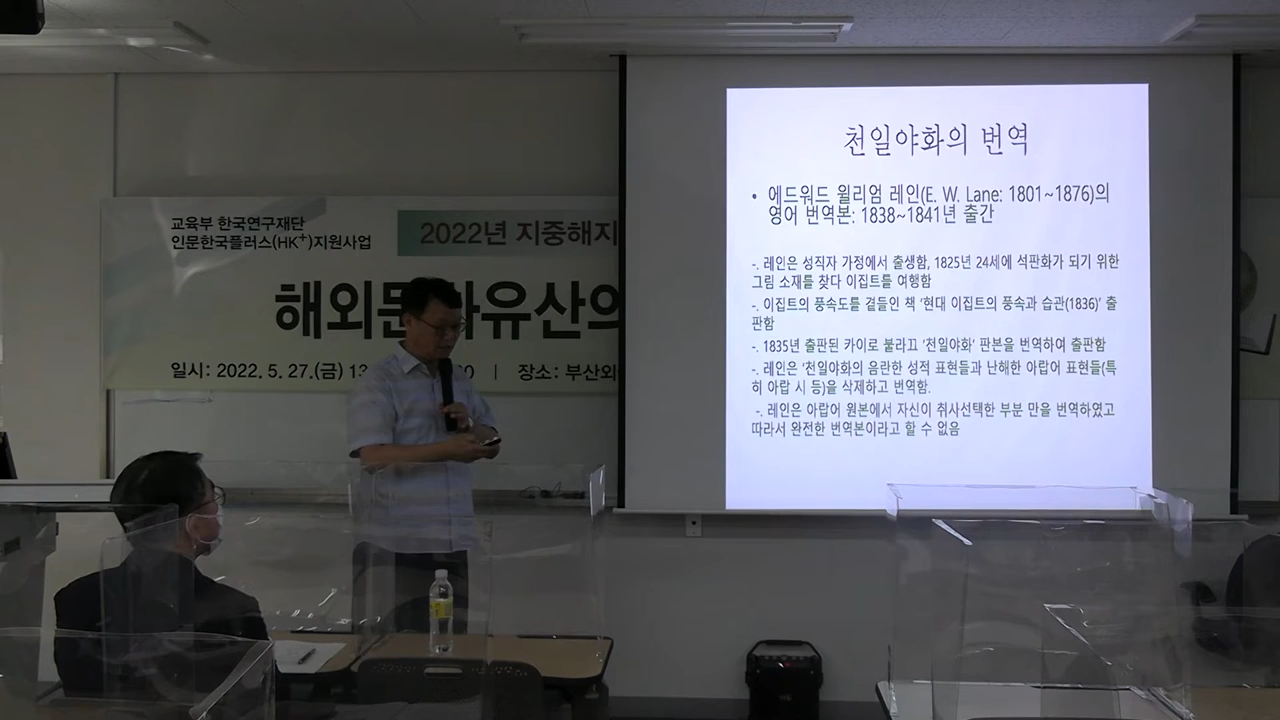 교육부 한국연구재단
인문한국플러스(HK+)지원사업
2022년 지중해지
해외문화유산의
일시: 2022. 5. 27.(금) 13
장소: 부산외
천일야화의 번역
• 에드워드 윌리엄 레인(E. W. Lane: 1801~1876)의
영어 번역본: 1838~1841년 출간
-. 레인은 성직자 가정에서 출생함, 1825년 24세에 석판화가 되기 위한
그림 소재를 찾다 이집트를 여행함
-. 이집트의 풍속도를 곁들인 책 '현대 이집트의 풍속과 습관(1836)' 출
판함
-. 1835년 출판된 카이로 불라끄 '천일야화' 판본을 번역하여 출판함
-. 레인은 '천일야화의 음란한 성적 표현들과 난해한 아랍어 표현들(특
히 아랍 시 등)을 삭제하고 번역함.
-. 레인은 아랍어 원본에서 자신이 취사선택한 부분 만을 번역하였고
따라서 완전한 번역본이라고 할 수 없음